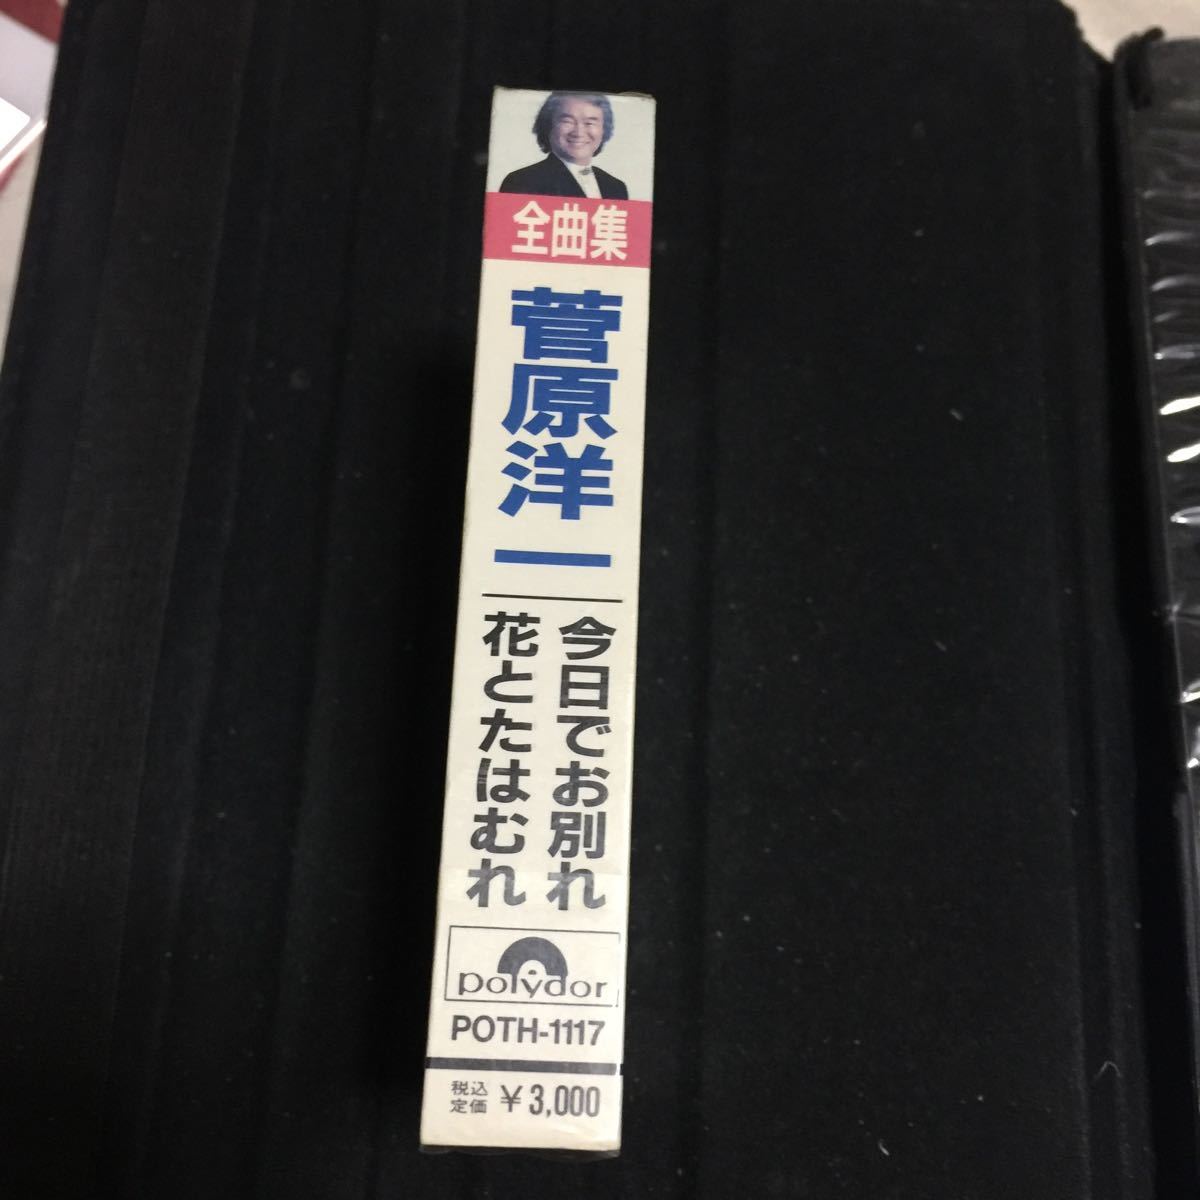 全曲集
菅原洋一
今日でお別れ
花とたはむれ
polydor
POTH-1117
税込
定価 ¥3,000